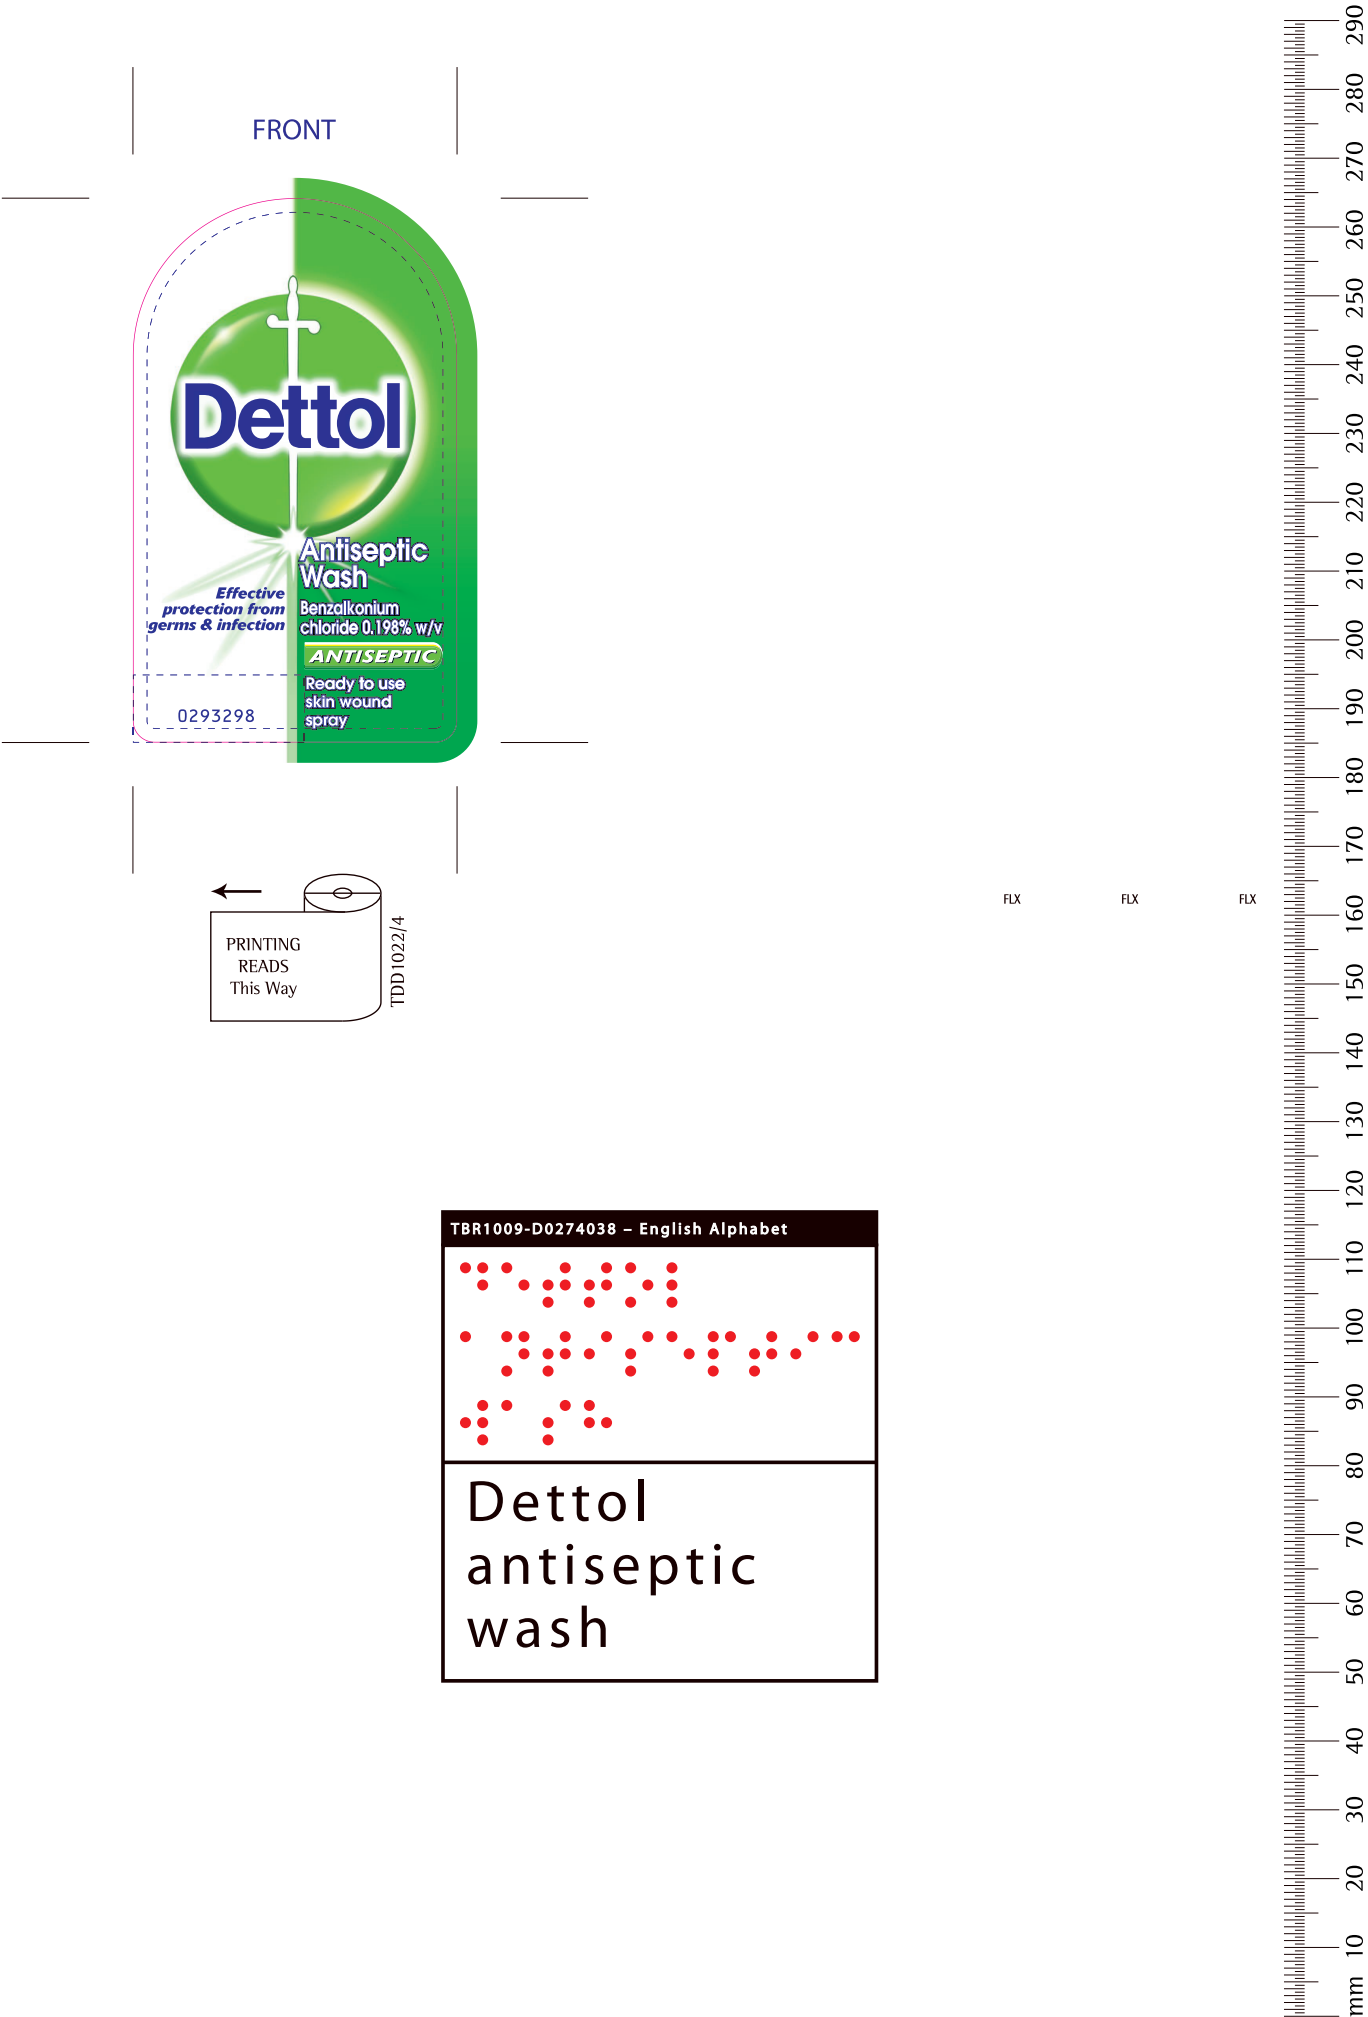 FRONT
Dettol
Antiseptic
Wash
Effective
protection from
germs & infection
Benzalkonium
chloride 0.198% w/v
ANTISEPTIC
Ready to use
skin wound
spray
0293298
PRINTING
READS
This Way
TDD1022/4
FLX FLX FLX
TBR1009-D0274038 – English Alphabet
⠙⠑⠞⠞⠕⠇
⠁⠝⠞⠊⠎⠑⠏⠞⠊⠉
⠺⠁⠎⠓
Dettol
antiseptic
wash
290
280
270
260
250
240
230
220
210
200
190
180
170
160
150
140
130
120
110
100
90
80
70
60
50
40
30
20
10
mm